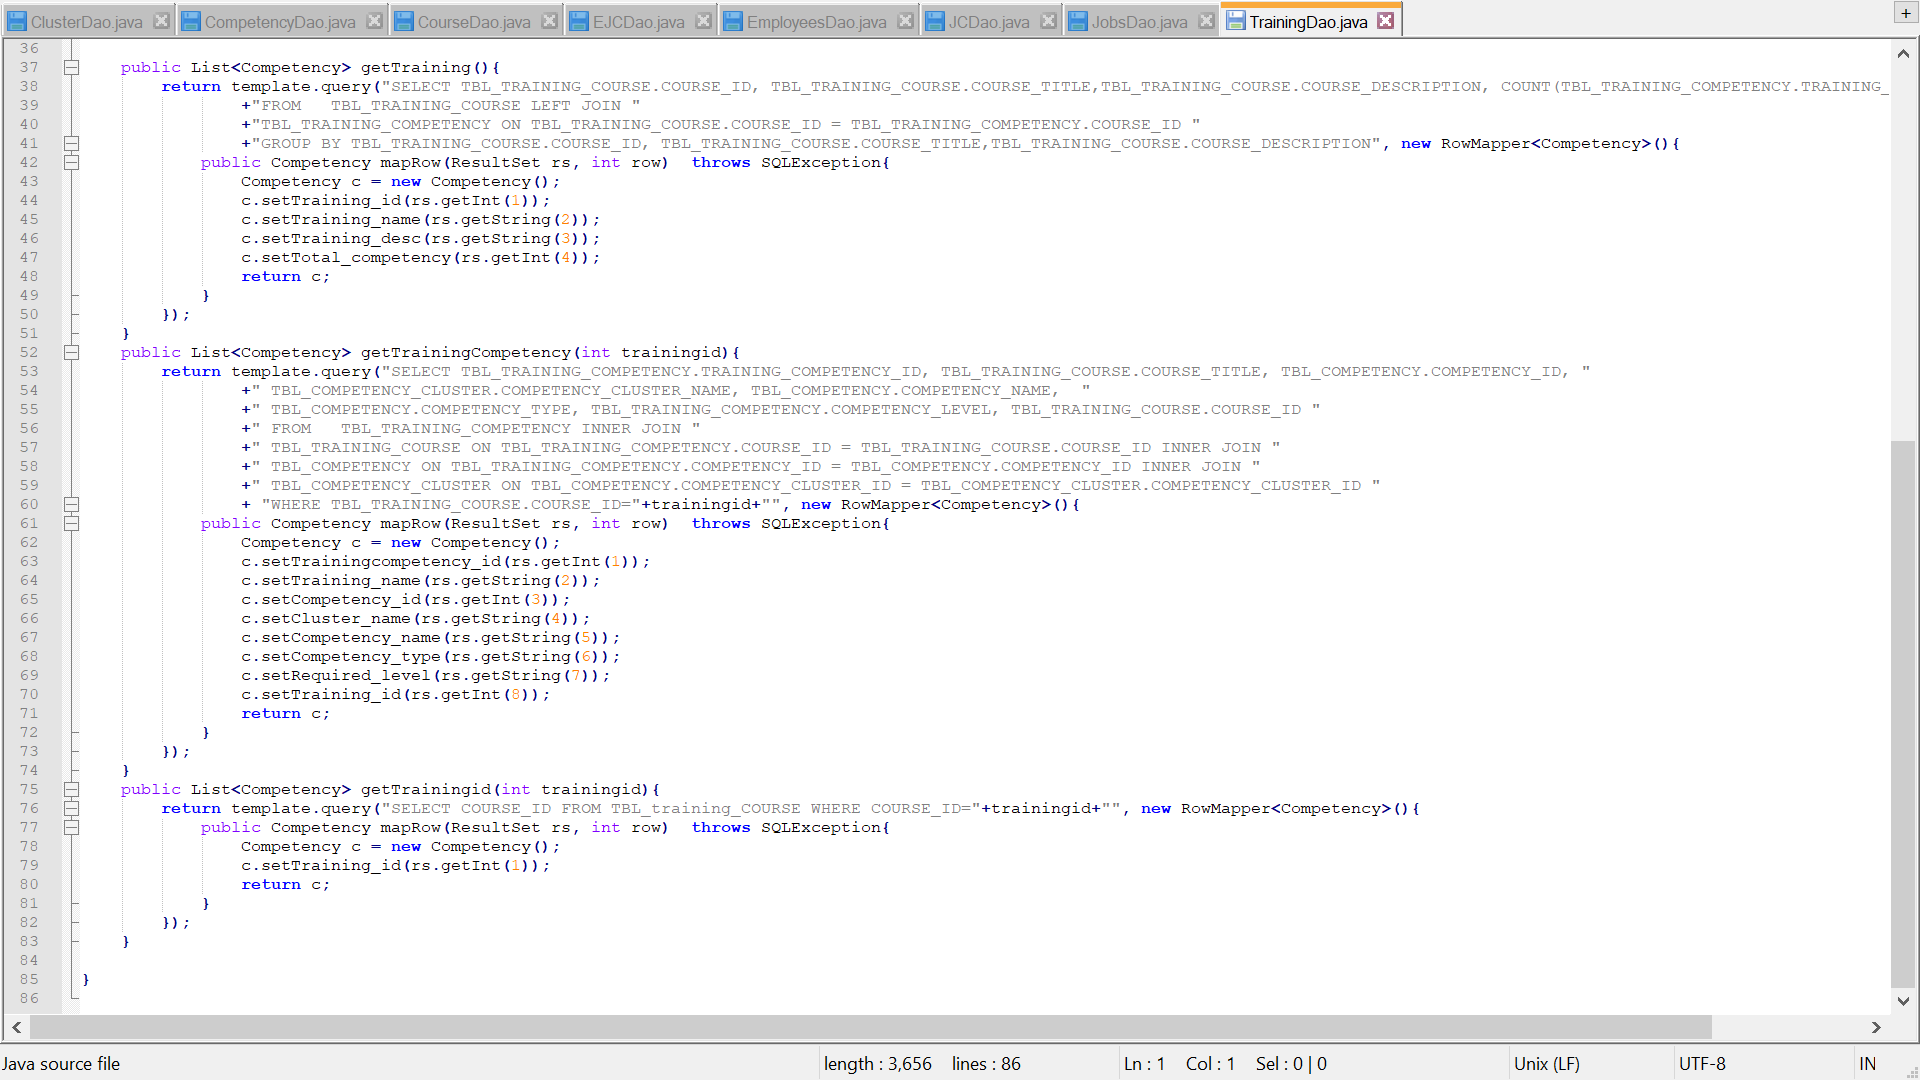 ClusterDao.java CompetencyDao.java CourseDao.java EJCDao.java EmployeesDao.java JCDao.java JobsDao.java TrainingDao.java +
36
37 public List<Competency> getTraining(){
38 return template.query("SELECT TBL_TRAINING_COURSE.COURSE_ID, TBL_TRAINING_COURSE.COURSE_TITLE,TBL_TRAINING_COURSE.COURSE_DESCRIPTION, COUNT(TBL_TRAINING_COMPETENCY.TRAINING_
39 +"FROM   TBL_TRAINING_COURSE LEFT JOIN "
40 +"TBL_TRAINING_COMPETENCY ON TBL_TRAINING_COURSE.COURSE_ID = TBL_TRAINING_COMPETENCY.COURSE_ID "
41 +"GROUP BY TBL_TRAINING_COURSE.COURSE_ID, TBL_TRAINING_COURSE.COURSE_TITLE,TBL_TRAINING_COURSE.COURSE_DESCRIPTION", new RowMapper<Competency>(){
42 public Competency mapRow(ResultSet rs, int row)  throws SQLException{
43 Competency c = new Competency();
44 c.setTraining_id(rs.getInt(1));
45 c.setTraining_name(rs.getString(2));
46 c.setTraining_desc(rs.getString(3));
47 c.setTotal_competency(rs.getInt(4));
48 return c;
49 }
50 });
51 }
52 public List<Competency> getTrainingCompetency(int trainingid){
53 return template.query("SELECT TBL_TRAINING_COMPETENCY.TRAINING_COMPETENCY_ID, TBL_TRAINING_COURSE.COURSE_TITLE, TBL_COMPETENCY.COMPETENCY_ID, "
54 +" TBL_COMPETENCY_CLUSTER.COMPETENCY_CLUSTER_NAME, TBL_COMPETENCY.COMPETENCY_NAME,  "
55 +" TBL_COMPETENCY.COMPETENCY_TYPE, TBL_TRAINING_COMPETENCY.COMPETENCY_LEVEL, TBL_TRAINING_COURSE.COURSE_ID "
56 +" FROM   TBL_TRAINING_COMPETENCY INNER JOIN "
57 +" TBL_TRAINING_COURSE ON TBL_TRAINING_COMPETENCY.COURSE_ID = TBL_TRAINING_COURSE.COURSE_ID INNER JOIN "
58 +" TBL_COMPETENCY ON TBL_TRAINING_COMPETENCY.COMPETENCY_ID = TBL_COMPETENCY.COMPETENCY_ID INNER JOIN "
59 +" TBL_COMPETENCY_CLUSTER ON TBL_COMPETENCY.COMPETENCY_CLUSTER_ID = TBL_COMPETENCY_CLUSTER.COMPETENCY_CLUSTER_ID "
60 + "WHERE TBL_TRAINING_COURSE.COURSE_ID="+trainingid+"", new RowMapper<Competency>(){
61 public Competency mapRow(ResultSet rs, int row)  throws SQLException{
62 Competency c = new Competency();
63 c.setTrainingcompetency_id(rs.getInt(1));
64 c.setTraining_name(rs.getString(2));
65 c.setCompetency_id(rs.getInt(3));
66 c.setCluster_name(rs.getString(4));
67 c.setCompetency_name(rs.getString(5));
68 c.setCompetency_type(rs.getString(6));
69 c.setRequired_level(rs.getString(7));
70 c.setTraining_id(rs.getInt(8));
71 return c;
72 }
73 });
74 }
75 public List<Competency> getTrainingid(int trainingid){
76 return template.query("SELECT COURSE_ID FROM TBL_training_COURSE WHERE COURSE_ID="+trainingid+"", new RowMapper<Competency>(){
77 public Competency mapRow(ResultSet rs, int row)  throws SQLException{
78 Competency c = new Competency();
79 c.setTraining_id(rs.getInt(1));
80 return c;
81 }
82 });
83 }
84
85 }
86
Java source file length : 3,656 lines : 86 Ln : 1 Col : 1 Sel : 0 | 0 Unix (LF) UTF-8 IN